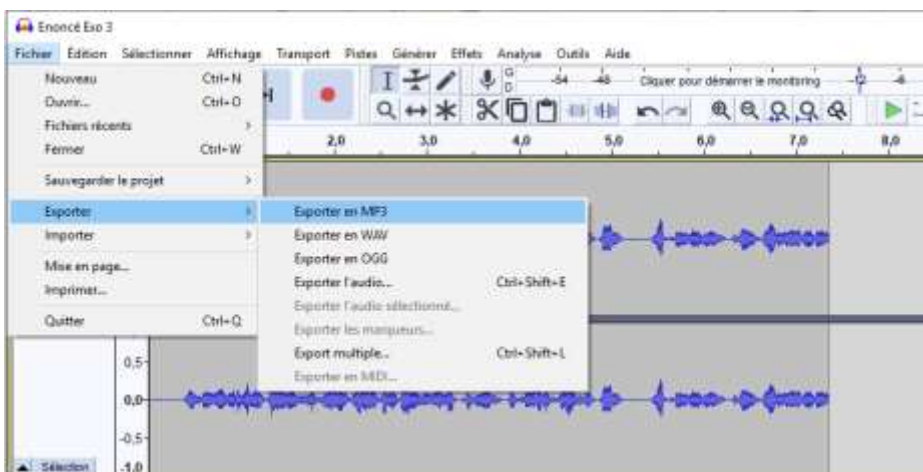 Enoncé Exo 3
Fichier Édition Sélectionner Affichage Transport Pistes Générer Effets Analyse Outils Aide
Nouveau Ctrl+N
Ouvrir... Ctrl+O
Fichiers récents >
Fermer Ctrl+W
Sauvegarder le projet >
Exporter >
Importer >
Mise en page...
Imprimer...
Quitter Ctrl+Q
G
D
-54 -48 Cliquer pour démarrer le monitoring -12 -6
2,0 3,0 4,0 5,0 6,0 7,0 8,0
Exporter en MP3
Exporter en WAV
Exporter en OGG
Exporter l'audio... Ctrl+Shift+E
Exporter l'audio sélectionné...
Exporter les marqueurs...
Export multiple... Ctrl+Shift+L
Exporter en MIDI...
0,5-
0,0-
-0,5-
-1,0
Sélection